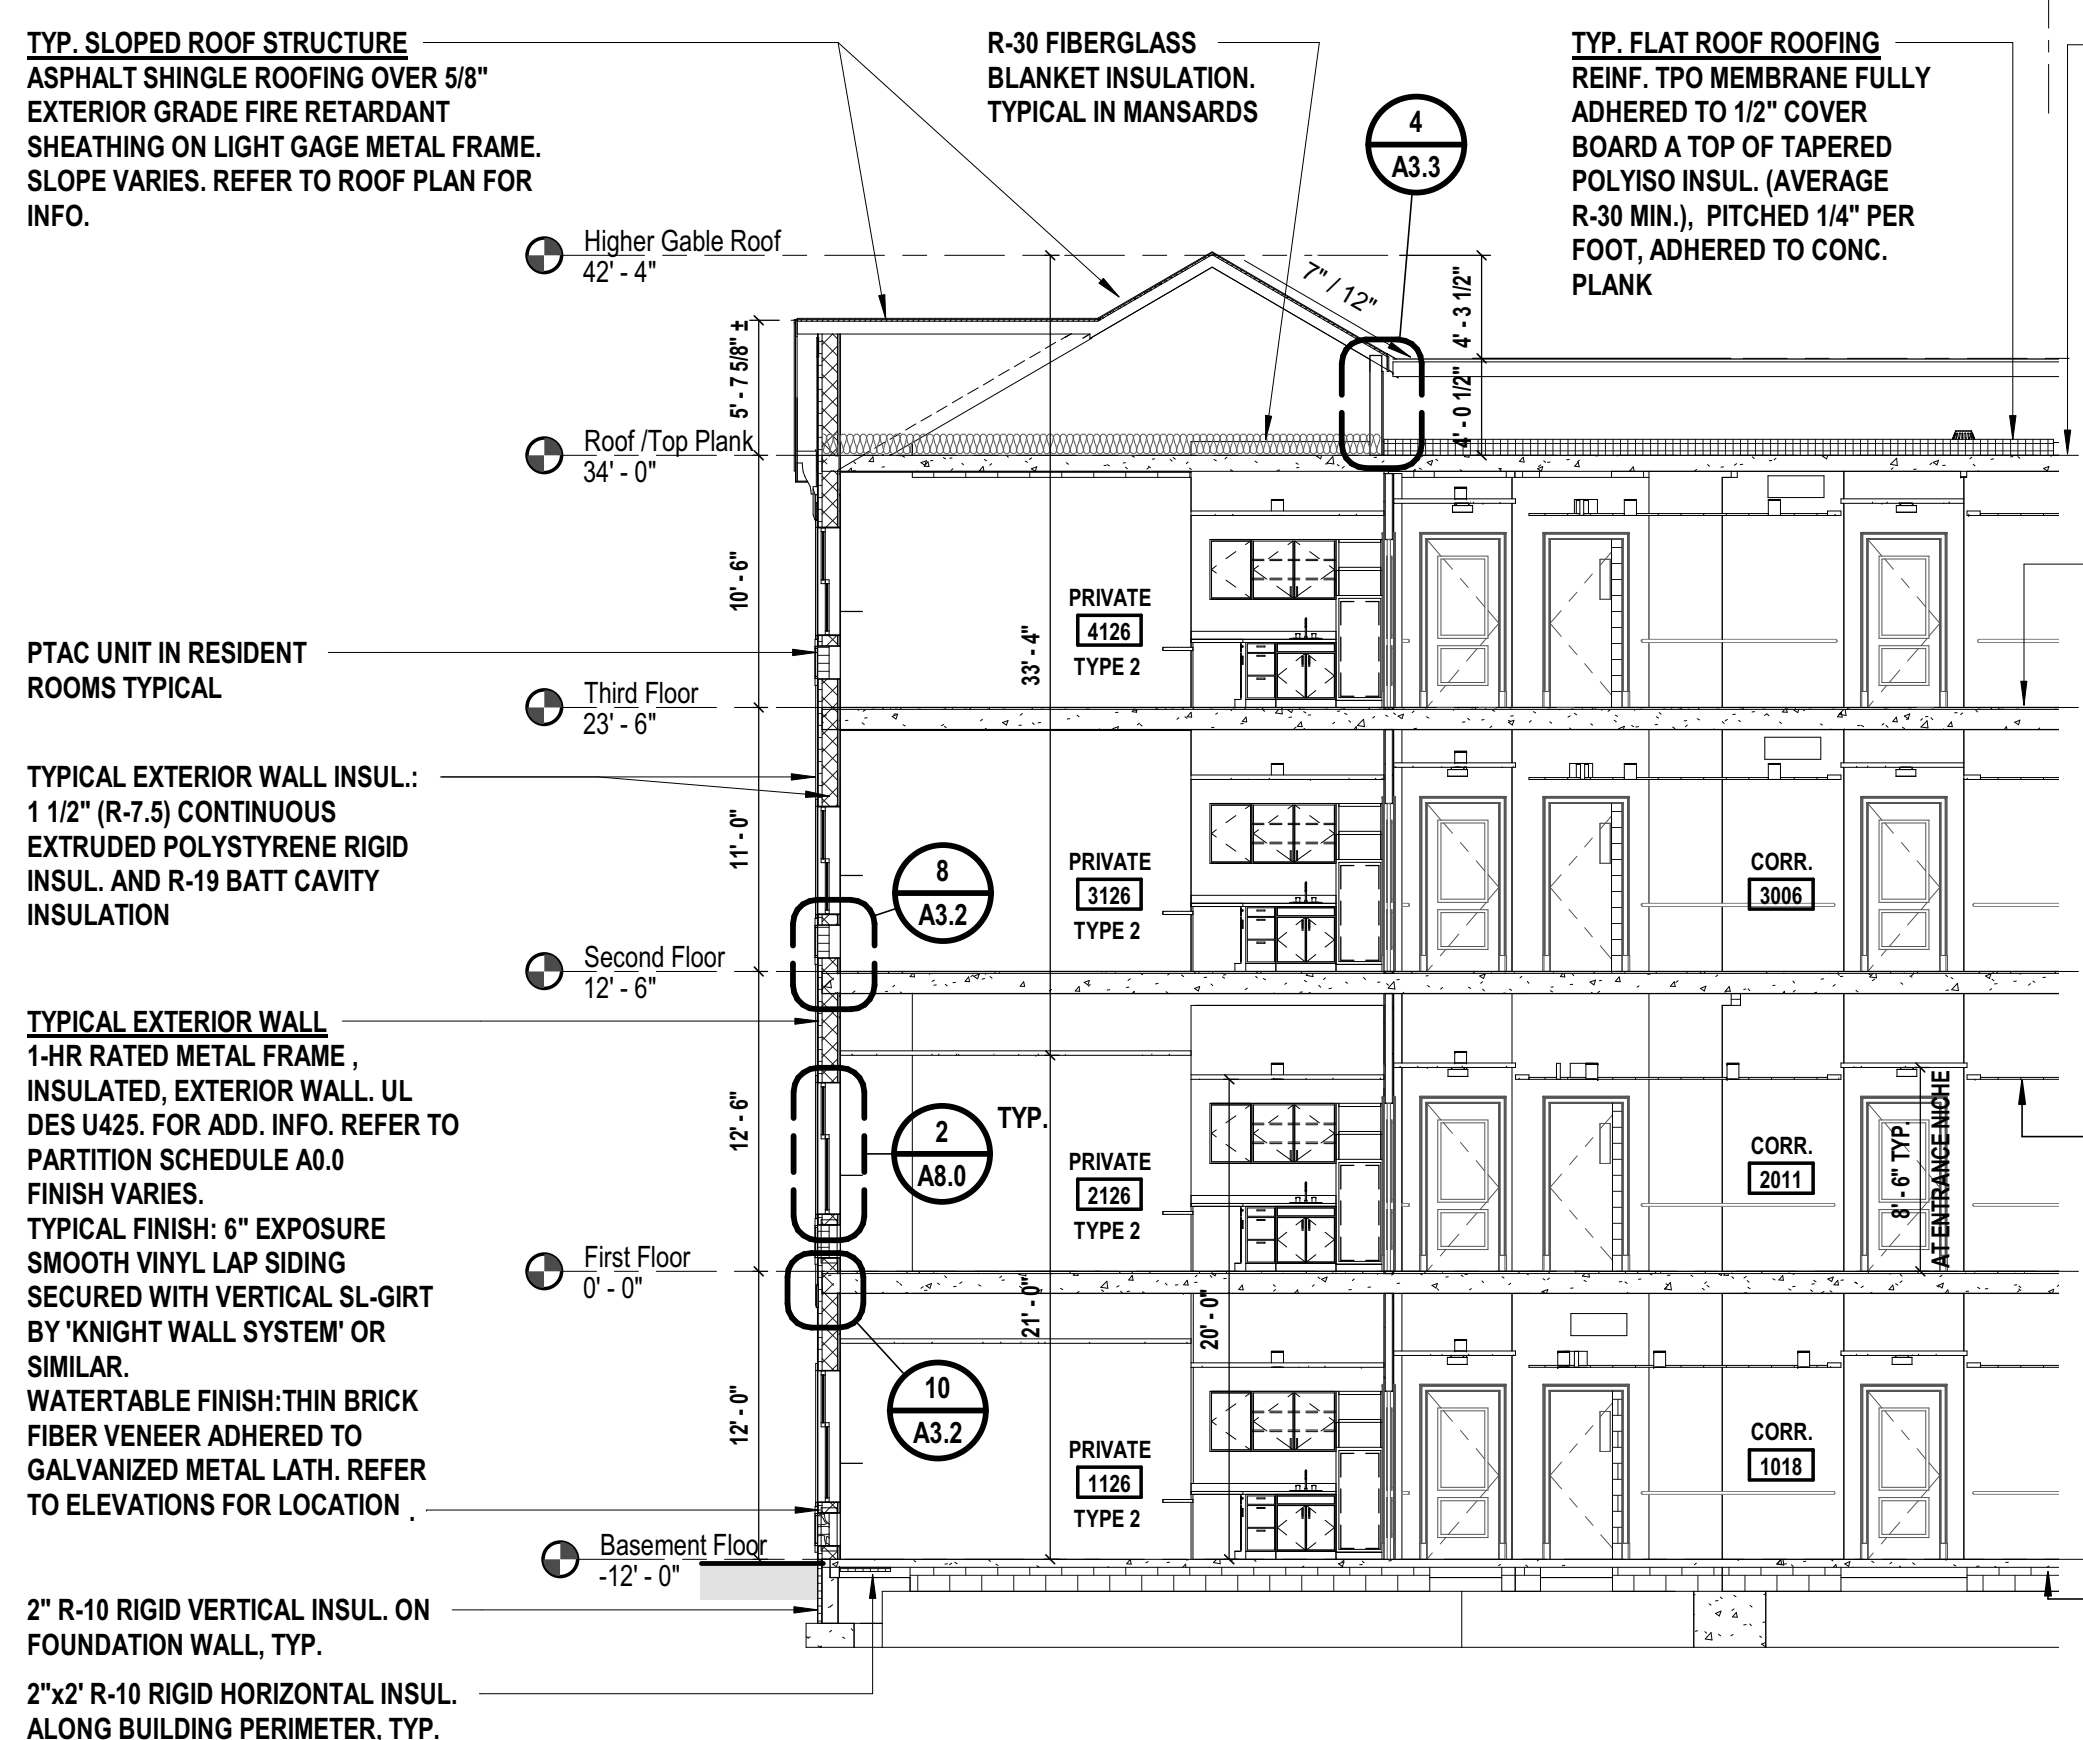 TYP. SLOPED ROOF STRUCTURE
ASPHALT SHINGLE ROOFING OVER 5/8"
EXTERIOR GRADE FIRE RETARDANT
SHEATHING ON LIGHT GAGE METAL FRAME.
SLOPE VARIES. REFER TO ROOF PLAN FOR
INFO.
R-30 FIBERGLASS
BLANKET INSULATION.
TYPICAL IN MANSARDS
4
A3.3
TYP. FLAT ROOF ROOFING
REINF. TPO MEMBRANE FULLY
ADHERED TO 1/2" COVER
BOARD A TOP OF TAPERED
POLYISO INSUL. (AVERAGE
R-30 MIN.), PITCHED 1/4" PER
FOOT, ADHERED TO CONC.
PLANK
Higher Gable Roof
42' - 4"
7" / 12"
4' - 3 1/2"
5' - 7 5/8" ±
4' - 0 1/2"
Roof /Top Plank
34' - 0"
10' - 6"
PRIVATE
4126
TYPE 2
33' - 4"
PTAC UNIT IN RESIDENT
ROOMS TYPICAL
Third Floor
23' - 6"
TYPICAL EXTERIOR WALL INSUL.:
1 1/2" (R-7.5) CONTINUOUS
EXTRUDED POLYSTYRENE RIGID
INSUL. AND R-19 BATT CAVITY
INSULATION
11' - 0"
8
A3.2
PRIVATE
3126
TYPE 2
CORR.
3006
Second Floor
12' - 6"
TYPICAL EXTERIOR WALL
1-HR RATED METAL FRAME ,
INSULATED, EXTERIOR WALL. UL
DES U425. FOR ADD. INFO. REFER TO
PARTITION SCHEDULE A0.0
FINISH VARIES.
TYPICAL FINISH: 6" EXPOSURE
SMOOTH VINYL LAP SIDING
SECURED WITH VERTICAL SL-GIRT
BY 'KNIGHT WALL SYSTEM' OR
SIMILAR.
WATERTABLE FINISH:THIN BRICK
FIBER VENEER ADHERED TO
GALVANIZED METAL LATH. REFER
TO ELEVATIONS FOR LOCATION .
12' - 6"
2
A8.0
TYP.
PRIVATE
2126
TYPE 2
CORR.
2011
8' - 6" TYP.
AT ENTRANCE NICHE
First Floor
0' - 0"
21' - 0"
20' - 0"
12' - 0"
10
A3.2
PRIVATE
1126
TYPE 2
CORR.
1018
Basement Floor
-12' - 0"
2" R-10 RIGID VERTICAL INSUL. ON
FOUNDATION WALL, TYP.
2"x2' R-10 RIGID HORIZONTAL INSUL.
ALONG BUILDING PERIMETER, TYP.